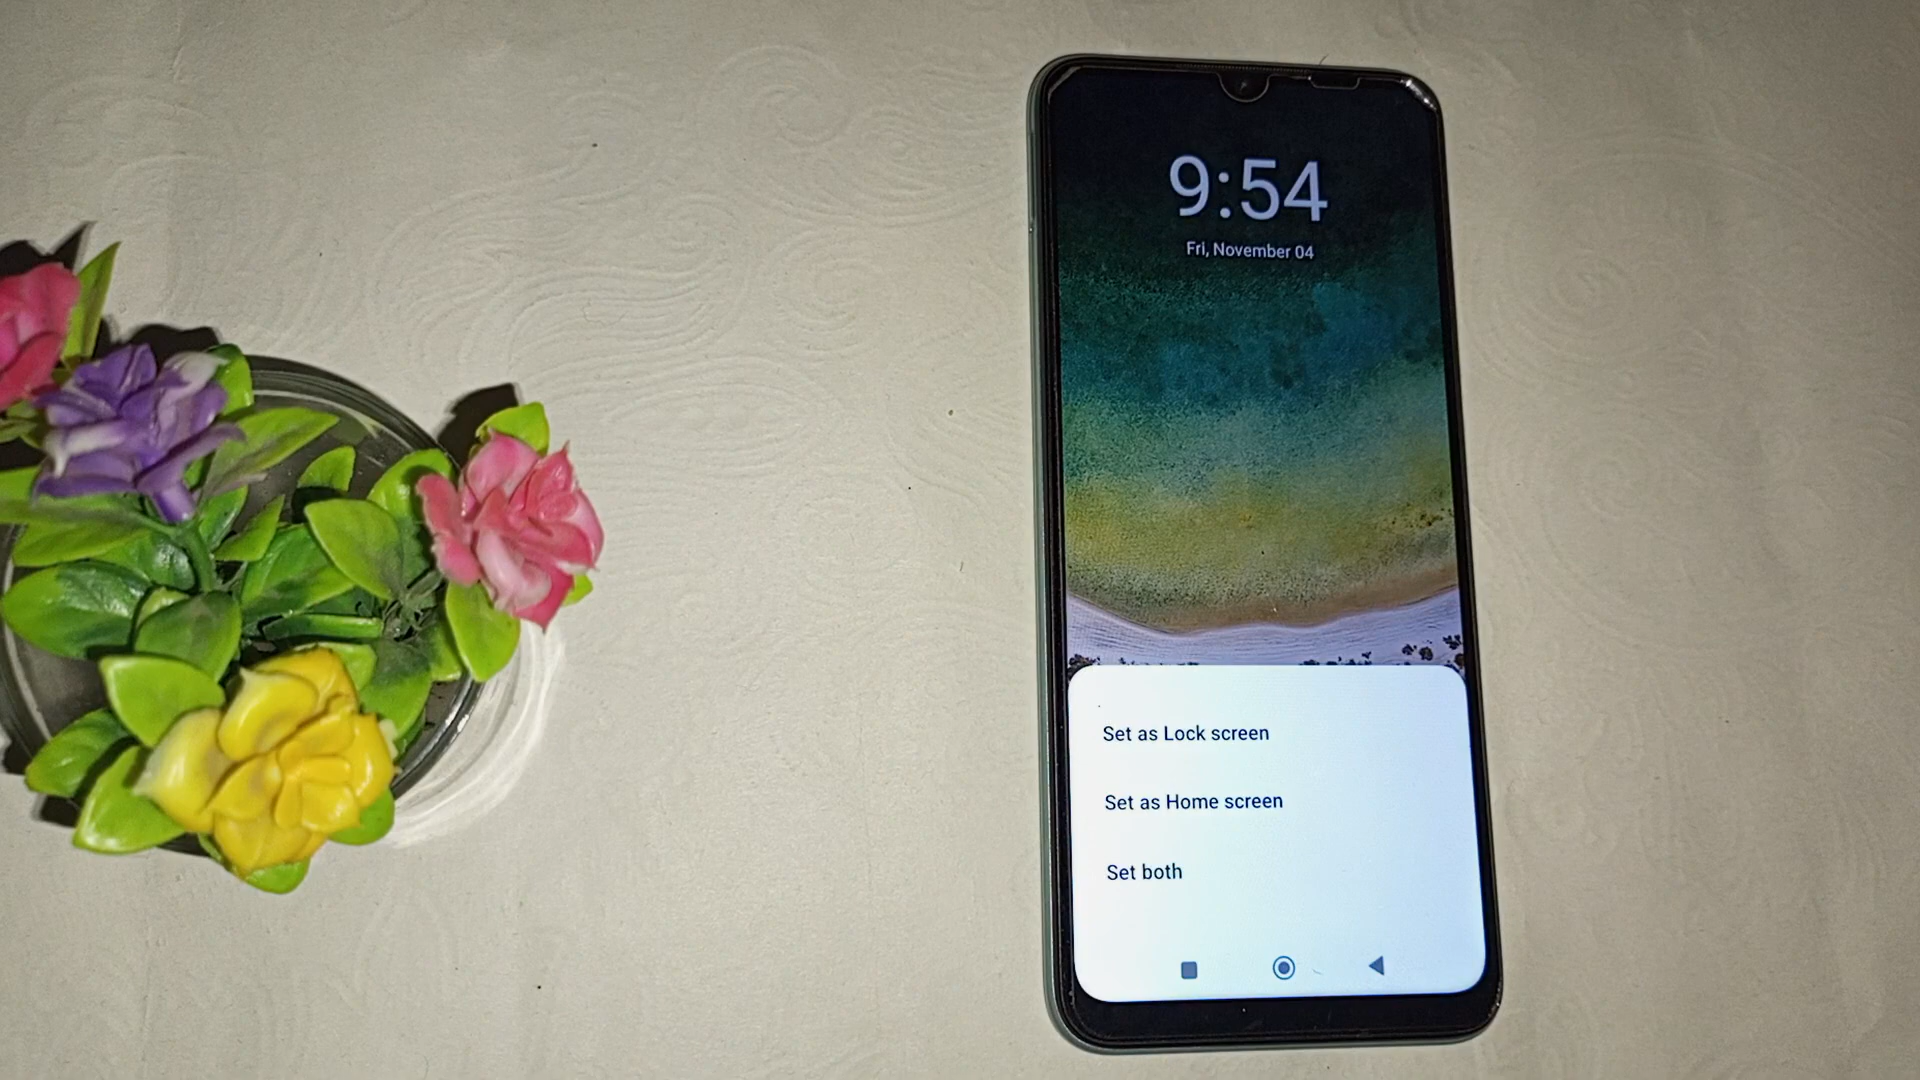 9:54
Fri, November 04
Set as Lock screen
Set as Home screen
Set both